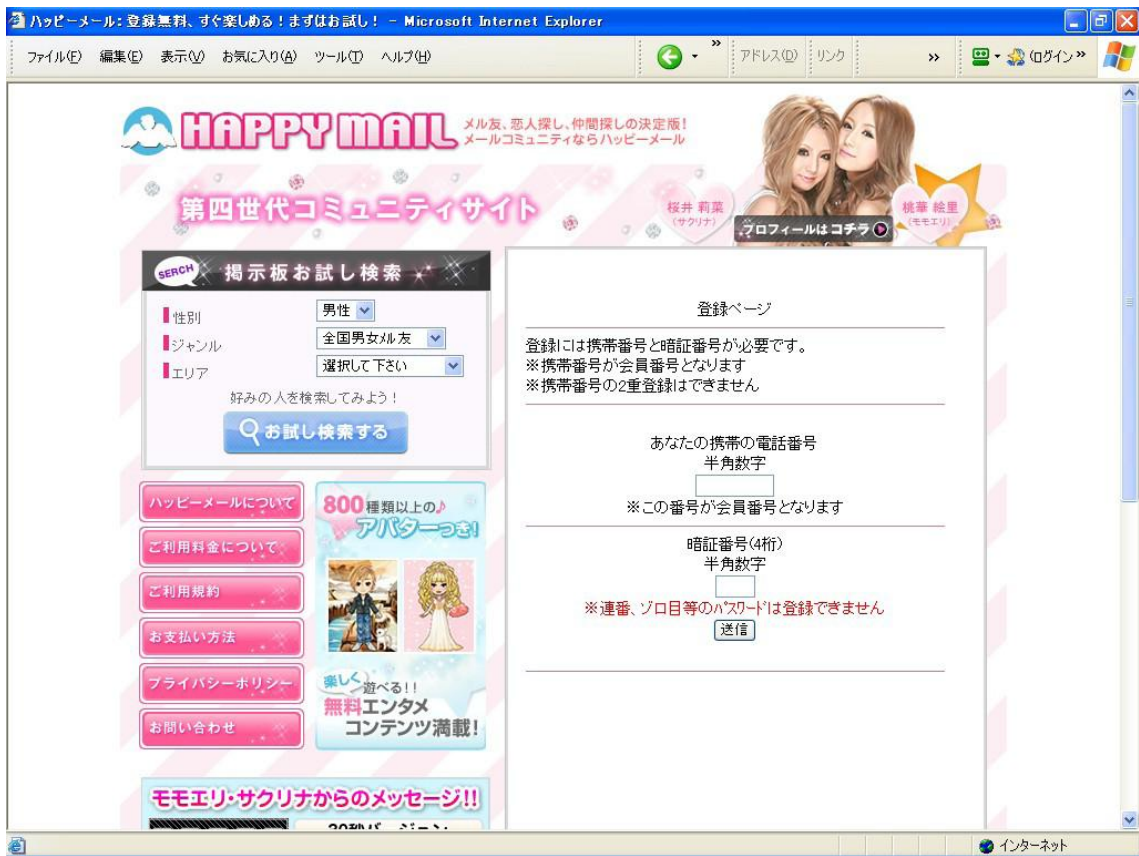 ハッピーメール：登録無料、すぐ楽しめる！まずはお試し！ - Microsoft Internet Explorer
ファイル(F) 編集(E) 表示(V) お気に入り(A) ツール(T) ヘルプ(H)
アドレス(D) リンク
(ログイン
HAPPY MAIL
メル友、恋人探し、仲間探しの決定版！
メールコミュニティならハッピーメール
第四世代コミュニティサイト
桜井 莉菜
(サクリナ)
桃華 絵里
(モモエリ)
プロフィールはコチラ
SERCH 掲示板お試し検索
性別 男性
ジャンル 全国男女メル友
エリア 選択して下さい
好みの人を検索してみよう！
お試し検索する
ハッピーメールについて
ご利用料金について
ご利用規約
お支払い方法
プライバシーポリシー
お問い合わせ
800種類以上の♪
アバターつき！
楽しく遊べる！！
無料エンタメ
コンテンツ満載！
モモエリ・サクリナからのメッセージ!!
登録ページ
登録には携帯番号と暗証番号が必要です。
※携帯番号が会員番号となります
※携帯番号の2重登録はできません
あなたの携帯の電話番号
半角数字
※この番号が会員番号となります
暗証番号(4桁)
半角数字
※連番、ゾロ目等のﾊﾟｽﾜｰﾄﾞは登録できません
送信
インターネット